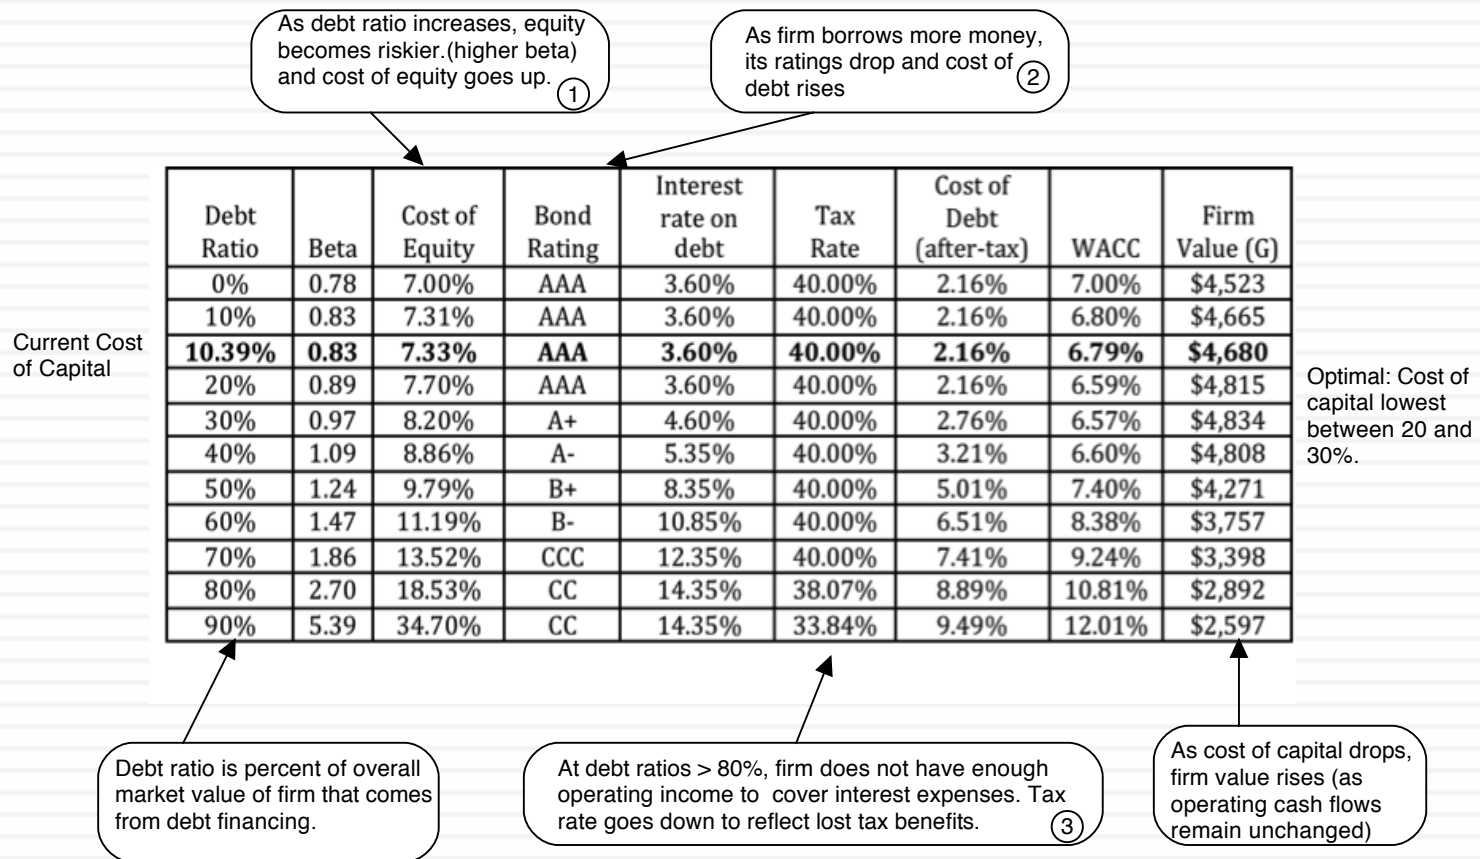 As debt ratio increases, equity
becomes riskier.(higher beta)
and cost of equity goes up.
1
As firm borrows more money,
its ratings drop and cost of
debt rises
2
Debt Ratio Beta Cost of Equity Bond Rating Interest rate on debt Tax Rate Cost of Debt (after-tax) WACC Firm Value (G)
0% 0.78 7.00% AAA 3.60% 40.00% 2.16% 7.00% $4,523
10% 0.83 7.31% AAA 3.60% 40.00% 2.16% 6.80% $4,665
Current Cost
of Capital
10.39% 0.83 7.33% AAA 3.60% 40.00% 2.16% 6.79% $4,680
20% 0.89 7.70% AAA 3.60% 40.00% 2.16% 6.59% $4,815
30% 0.97 8.20% A+ 4.60% 40.00% 2.76% 6.57% $4,834
40% 1.09 8.86% A- 5.35% 40.00% 3.21% 6.60% $4,808
50% 1.24 9.79% B+ 8.35% 40.00% 5.01% 7.40% $4,271
60% 1.47 11.19% B- 10.85% 40.00% 6.51% 8.38% $3,757
70% 1.86 13.52% CCC 12.35% 40.00% 7.41% 9.24% $3,398
80% 2.70 18.53% CC 14.35% 38.07% 8.89% 10.81% $2,892
90% 5.39 34.70% CC 14.35% 33.84% 9.49% 12.01% $2,597
Optimal: Cost of
capital lowest
between 20 and
30%.
Debt ratio is percent of overall
market value of firm that comes
from debt financing.
At debt ratios > 80%, firm does not have enough
operating income to cover interest expenses. Tax
rate goes down to reflect lost tax benefits.
3
As cost of capital drops,
firm value rises (as
operating cash flows
remain unchanged)